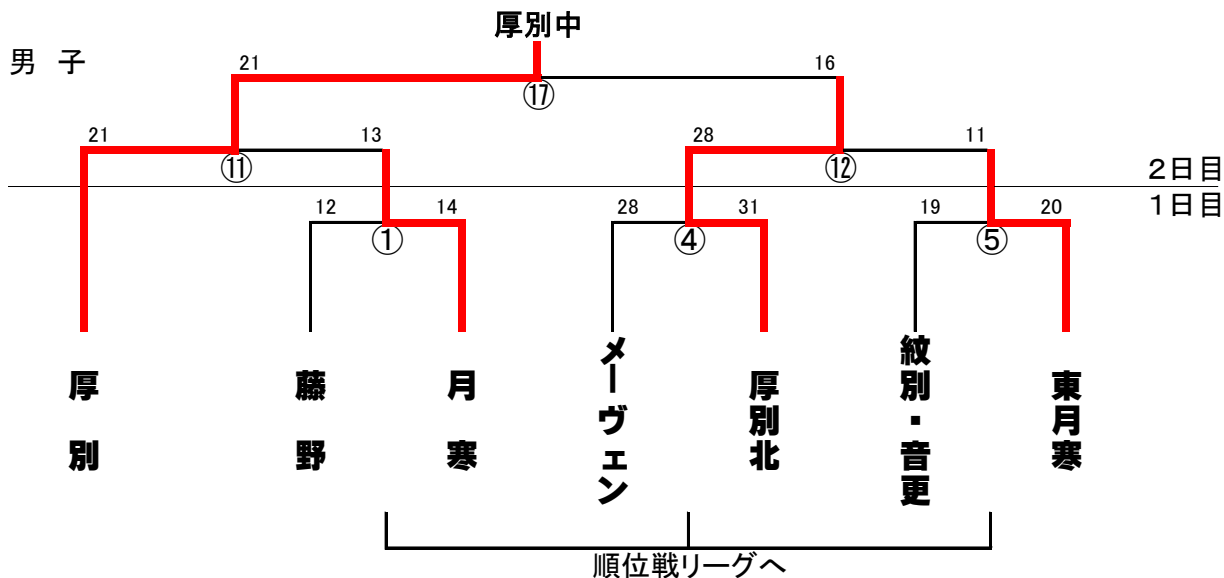 厚別中
男 子
21
16
⑰
21
13
28
11
⑪
⑫
2日目
1日目
12
14
28
31
19
20
①
④
⑤
厚別
藤野
月寒
メーヴェン
厚別北
紋別・音更
東月寒
順位戦リーグへ